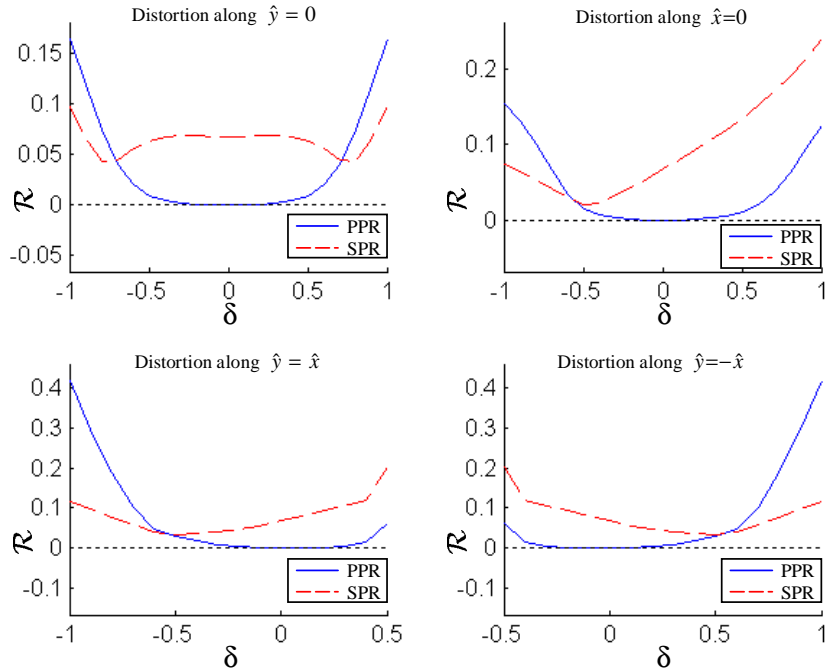 Distortion along ŷ = 0
0.15
0.1
0.05
0
-0.05
ℛ
PPR
SPR
-1 -0.5 0 0.5 1
δ
Distortion along x̂=0
0.2
0.1
0
ℛ
PPR
SPR
-1 -0.5 0 0.5 1
δ
Distortion along ŷ = x̂
0.4
0.3
0.2
0.1
0
-0.1
ℛ
PPR
SPR
-1 -0.5 0 0.5
δ
Distortion along ŷ=−x̂
0.4
0.3
0.2
0.1
0
-0.1
ℛ
PPR
SPR
-0.5 0 0.5 1
δ